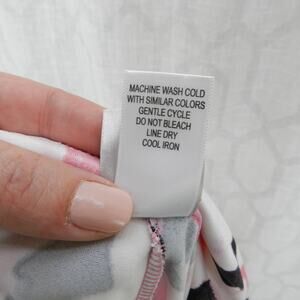 MACHINE WASH COLD
WITH SIMILAR COLORS
GENTLE CYCLE
DO NOT BLEACH
LINE DRY
COOL IRON